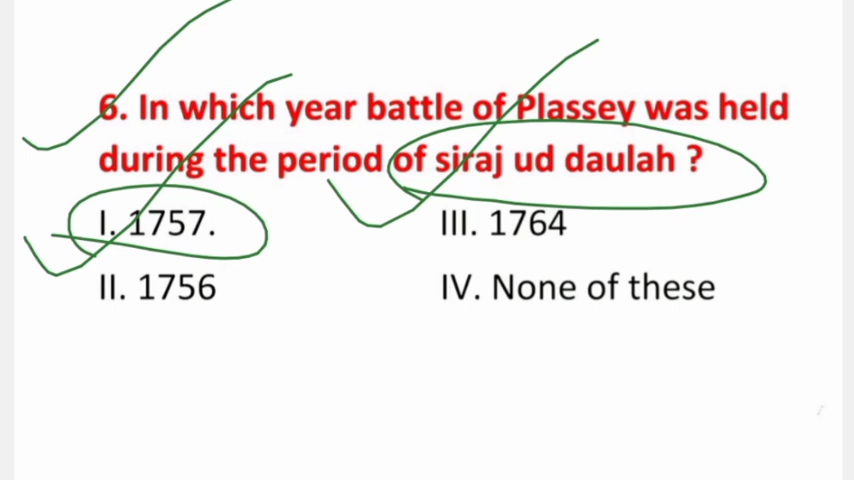 6. In which year battle of Plassey was held
during the period of siraj ud daulah ?
I. 1757.
III. 1764
II. 1756
IV. None of these